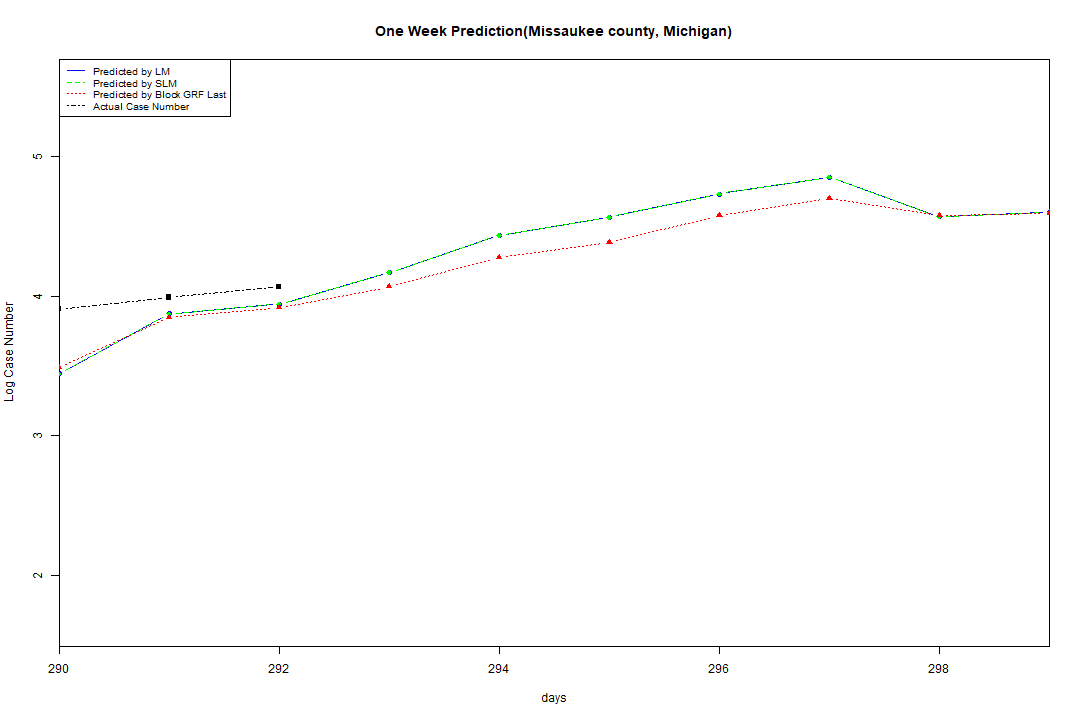 One Week Prediction(Missaukee county, Michigan)
Predicted by LM
Predicted by SLM
Predicted by Block GRF Last
Actual Case Number
5
4
3
2
Log Case Number
290
292
294
296
298
days